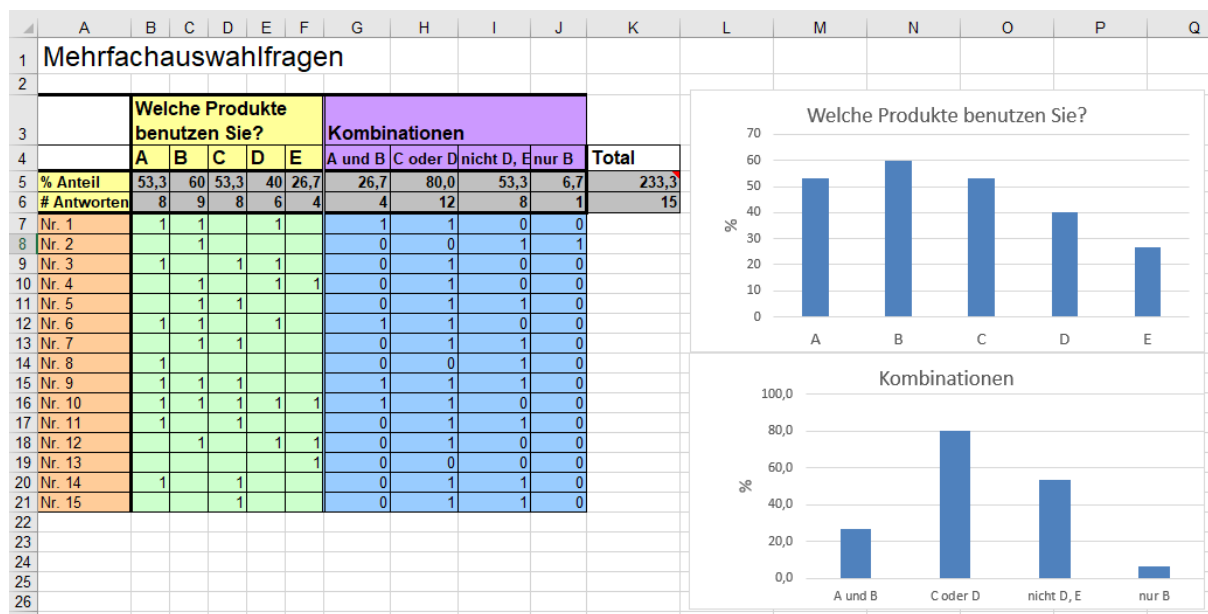 A B C D E F G H I J K L M N O P Q
1 Mehrfachauswahlfragen
2
Welche Produkte
3 benutzen Sie? Kombinationen
4 A B C D E A und B C oder D nicht D, E nur B Total
5 % Anteil 53,3 60 53,3 40 26,7 26,7 80,0 53,3 6,7 233,3
6 # Antworten 8 9 8 6 4 4 12 8 1 15
7 Nr. 1 1 1 1 1 1 0 0
8 Nr. 2 1 0 0 1 1
9 Nr. 3 1 1 1 0 1 0 0
10 Nr. 4 1 1 1 0 1 0 0
11 Nr. 5 1 1 0 1 1 0
12 Nr. 6 1 1 1 1 1 0 0
13 Nr. 7 1 1 0 1 1 0
14 Nr. 8 1 0 0 1 0
15 Nr. 9 1 1 1 1 1 1 0
16 Nr. 10 1 1 1 1 1 1 1 0 0
17 Nr. 11 1 1 0 1 1 0
18 Nr. 12 1 1 1 0 1 0 0
19 Nr. 13 1 0 0 0 0
20 Nr. 14 1 1 0 1 1 0
21 Nr. 15 1 0 1 1 0
22
23
24
25
26
Welche Produkte benutzen Sie?
70
60
50
40
30
20
10
0
%
A B C D E
Kombinationen
100,0
80,0
60,0
40,0
20,0
0,0
%
A und B C oder D nicht D, E nur B